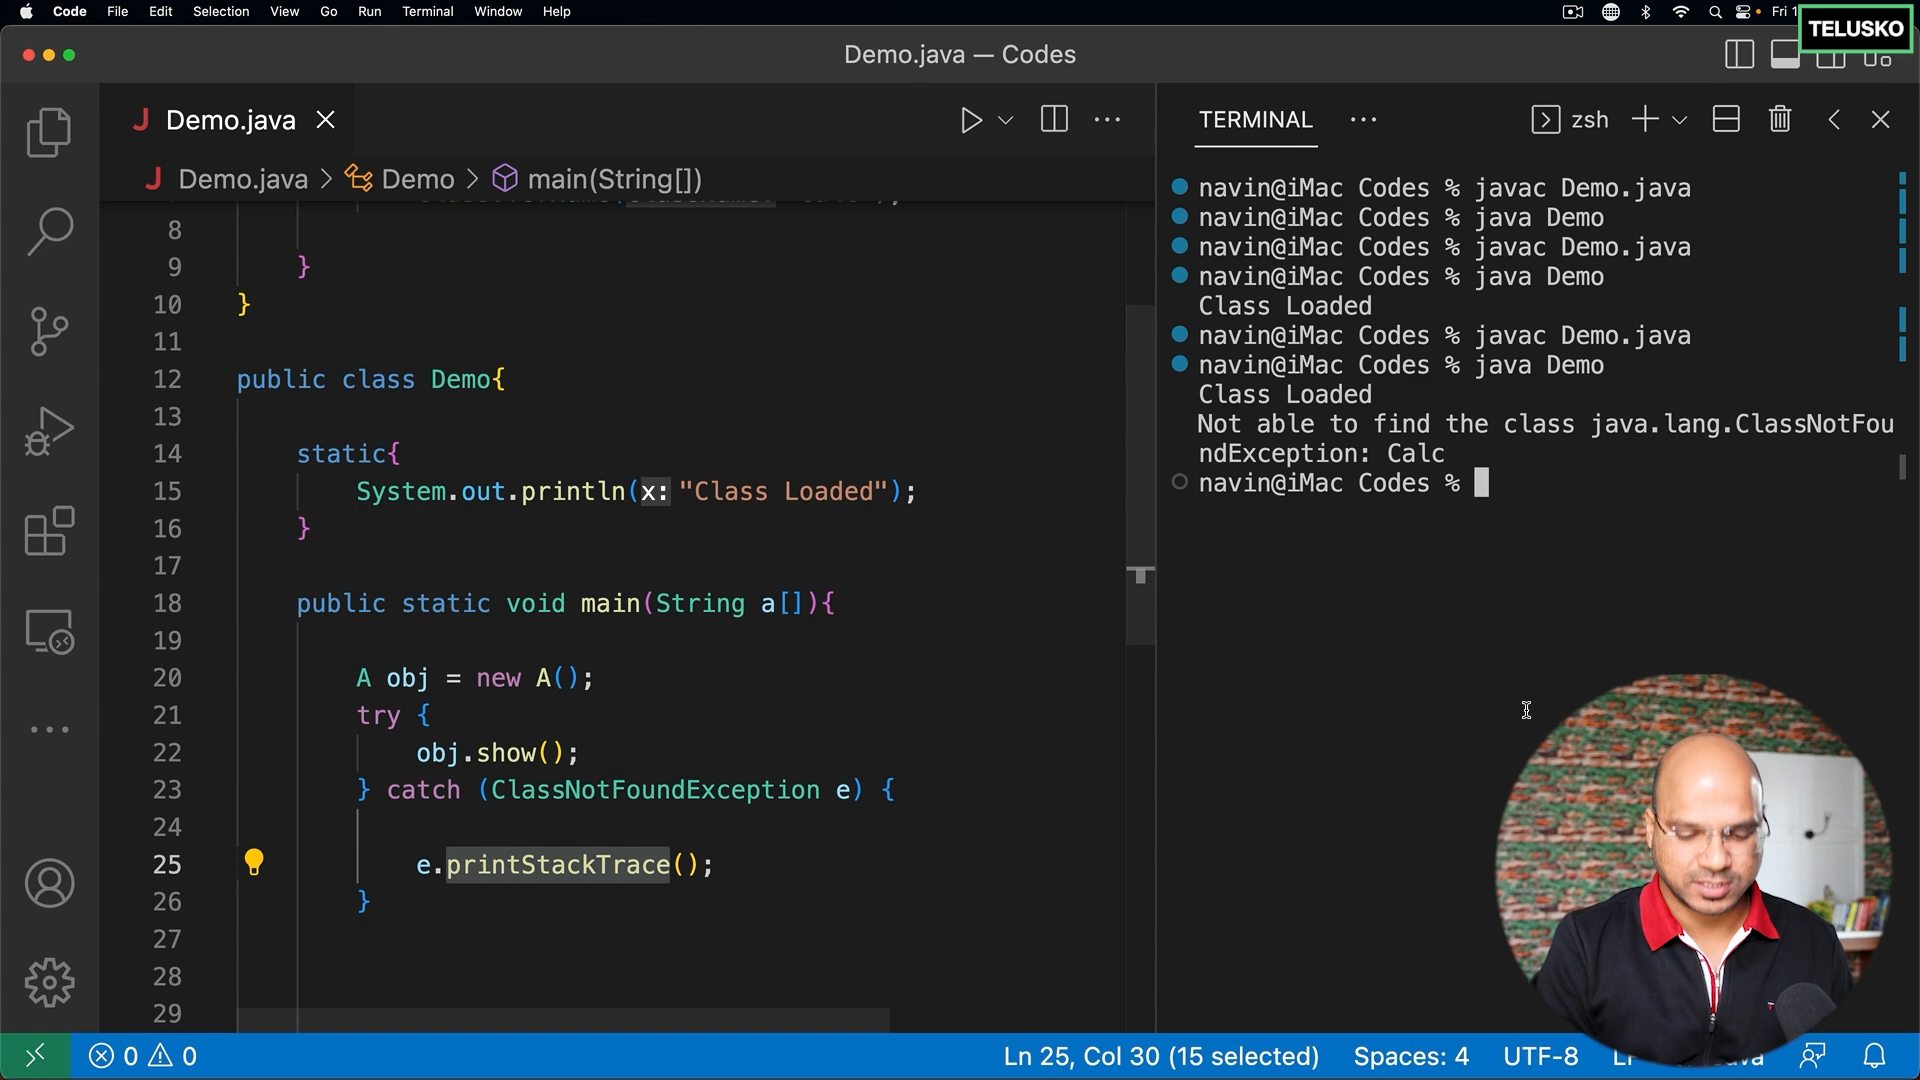 Code File Edit Selection View Go Run Terminal Window Help
Fri 1
TELUSKO
Demo.java — Codes
Demo.java
Demo.java > Demo > main(String[])
8
9 }
10 }
11
12 public class Demo{
13
14 static{
15 System.out.println(x: "Class Loaded");
16 }
17
18 public static void main(String a[]){
19
20 A obj = new A();
21 try {
22 obj.show();
23 } catch (ClassNotFoundException e) {
24
25 e.printStackTrace();
26 }
27
28
29
TERMINAL
zsh
navin@iMac Codes % javac Demo.java
navin@iMac Codes % java Demo
navin@iMac Codes % javac Demo.java
navin@iMac Codes % java Demo
Class Loaded
navin@iMac Codes % javac Demo.java
navin@iMac Codes % java Demo
Class Loaded
Not able to find the class java.lang.ClassNotFou
ndException: Calc
navin@iMac Codes %
0 0
Ln 25, Col 30 (15 selected) Spaces: 4 UTF-8